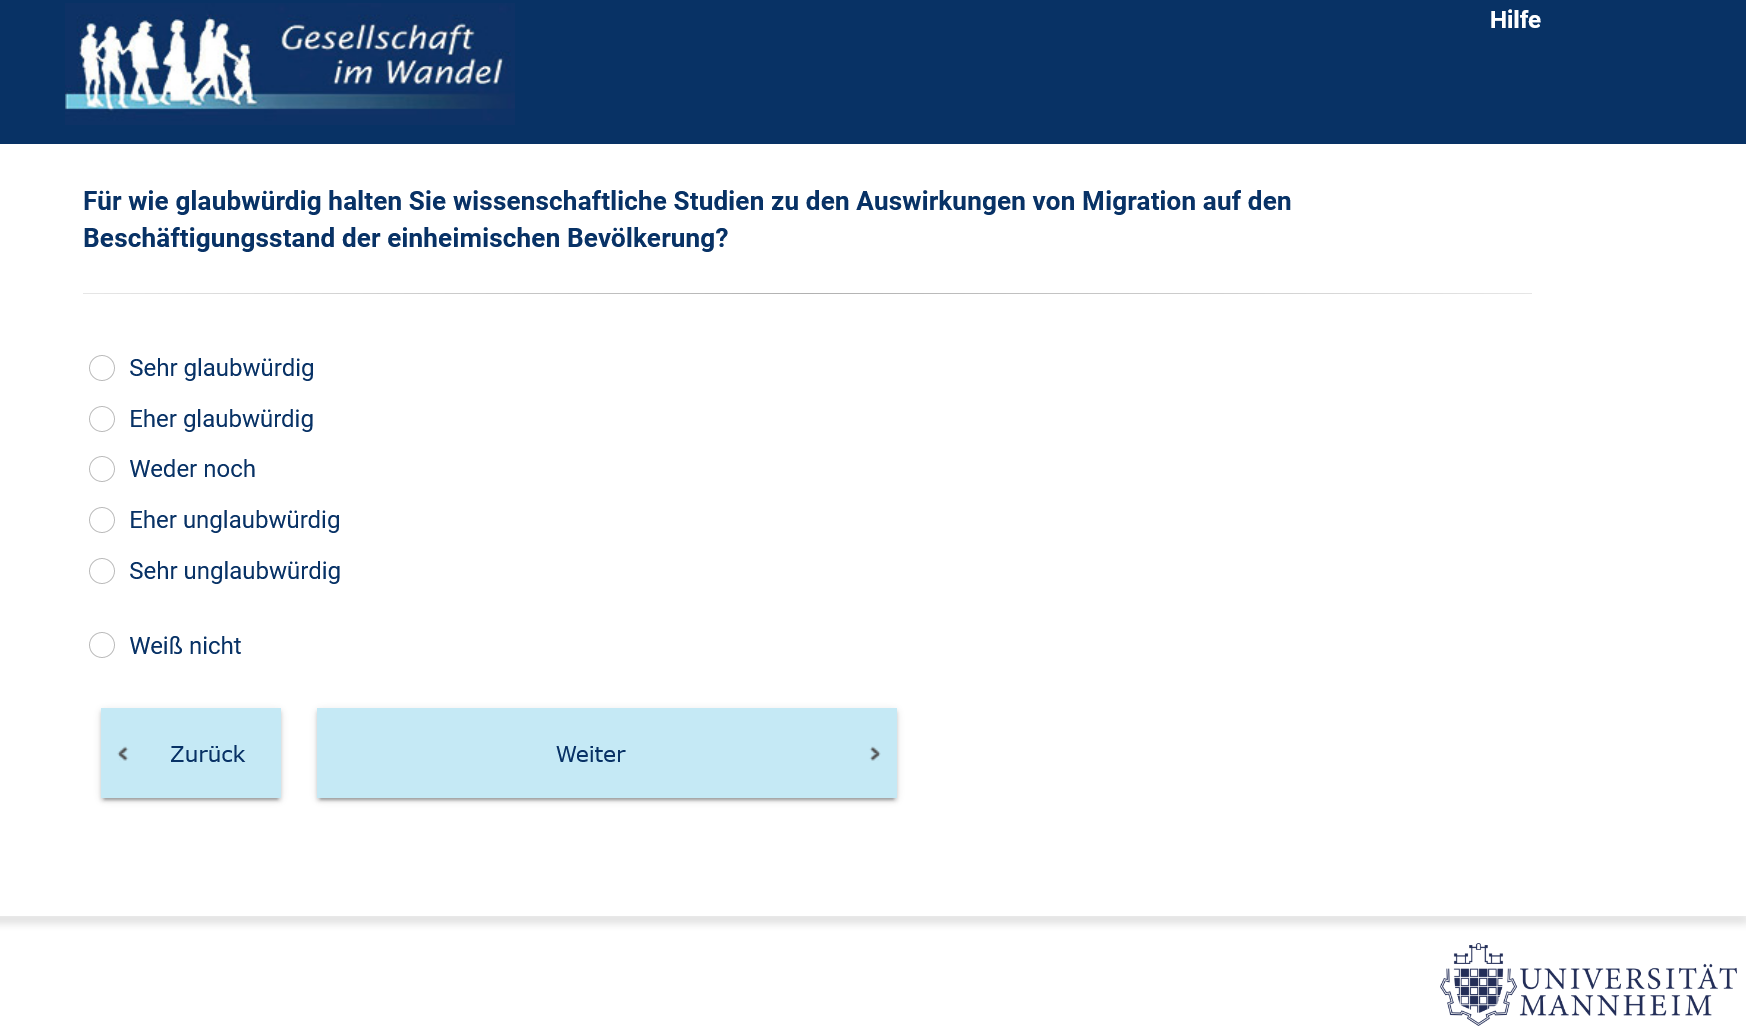 Gesellschaft
im Wandel
Hilfe
Für wie glaubwürdig halten Sie wissenschaftliche Studien zu den Auswirkungen von Migration auf den
Beschäftigungsstand der einheimischen Bevölkerung?
Sehr glaubwürdig
Eher glaubwürdig
Weder noch
Eher unglaubwürdig
Sehr unglaubwürdig
Weiß nicht
Zurück
Weiter
UNIVERSITÄT
MANNHEIM